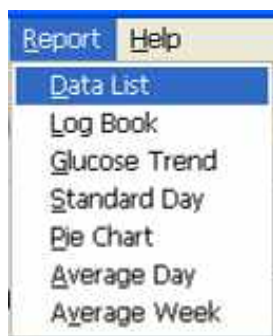 Report Help
Data List
Log Book
Glucose Trend
Standard Day
Pie Chart
Average Day
Average Week